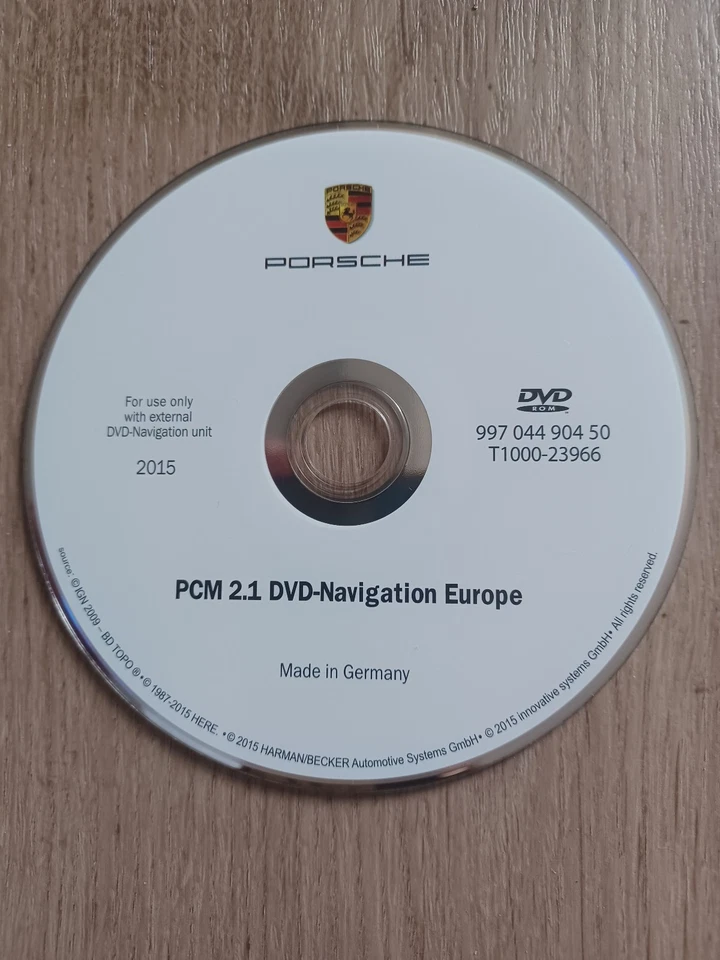 PORSCHE
PORSCHE
For use only
with external
DVD-Navigation unit
2015
DVD
ROM
997 044 904 50
T1000-23966
PCM 2.1 DVD-Navigation Europe
Made in Germany
source: © IGN 2009 – BD TOPO ® • © 1987-2015 HERE. • © 2015 HARMAN/BECKER Automotive Systems GmbH • © 2015 innovative systems GmbH • All rights reserved.